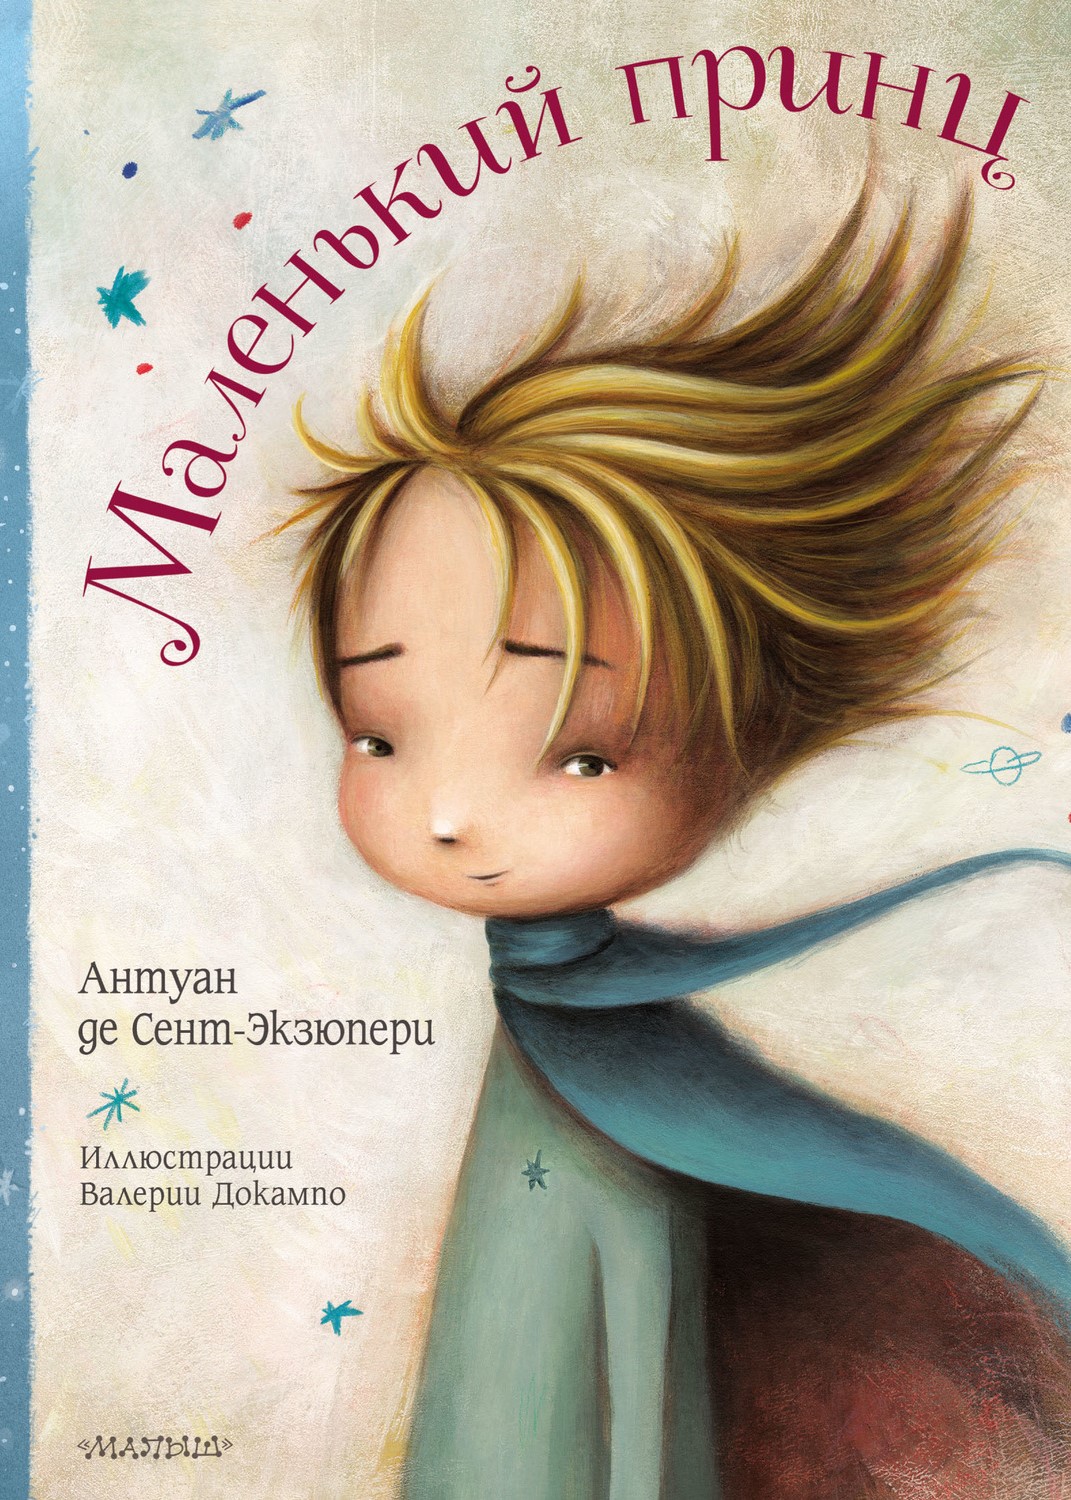 Маленький принц
Антуан
де Сент-Экзюпери
Иллюстрации
Валерии Докампо
«МАЛЫШ»